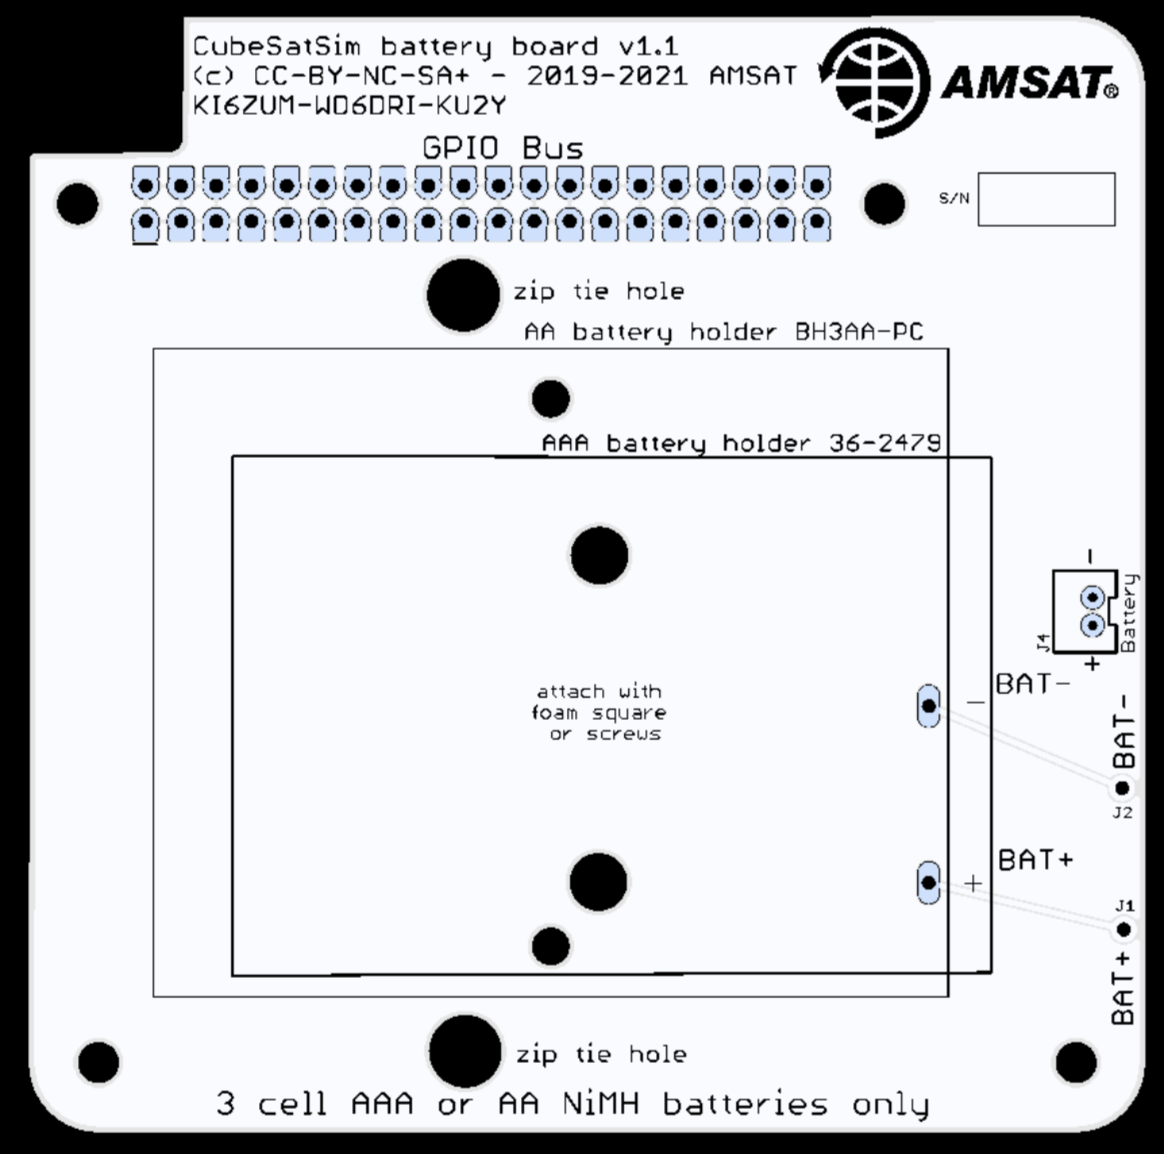 CubeSatSim battery board v1.1
(c) CC-BY-NC-SA+ - 2019-2021 AMSAT
KI6ZUM-WD6DRI-KU2Y
AMSAT®
GPIO Bus
S/N
zip tie hole
AA battery holder BH3AA-PC
AAA battery holder 36-2479
-
J4
Battery
+
attach with
foam square
or screws
BAT-
-
BAT-
J2
BAT+
+
J1
BAT+
zip tie hole
3 cell AAA or AA NiMH batteries only